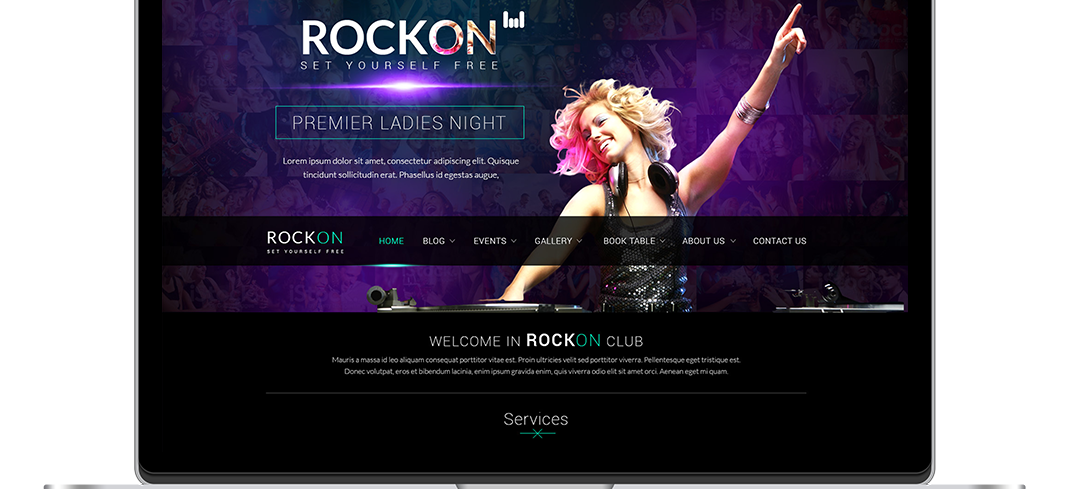 ROCKON
SET YOURSELF FREE
PREMIER LADIES NIGHT
Lorem ipsum dolor sit amet, consectetur adipiscing elit. Quisque
tincidunt sollicitudin erat. Phasellus id egestas augue,
ROCKON
SET YOURSELF FREE
HOME BLOG EVENTS GALLERY BOOK TABLE ABOUT US CONTACT US
WELCOME IN ROCKON CLUB
Mauris a massa id leo aliquam consequat porttitor vitae est. Proin ultricies velit sed porttitor viverra. Pellentesque eget tristique est.
Donec volutpat, eros et bibendum lacinia, enim ipsum gravida enim, quis viverra odio elit sit amet orci. Aenean eget mi quam.
Services